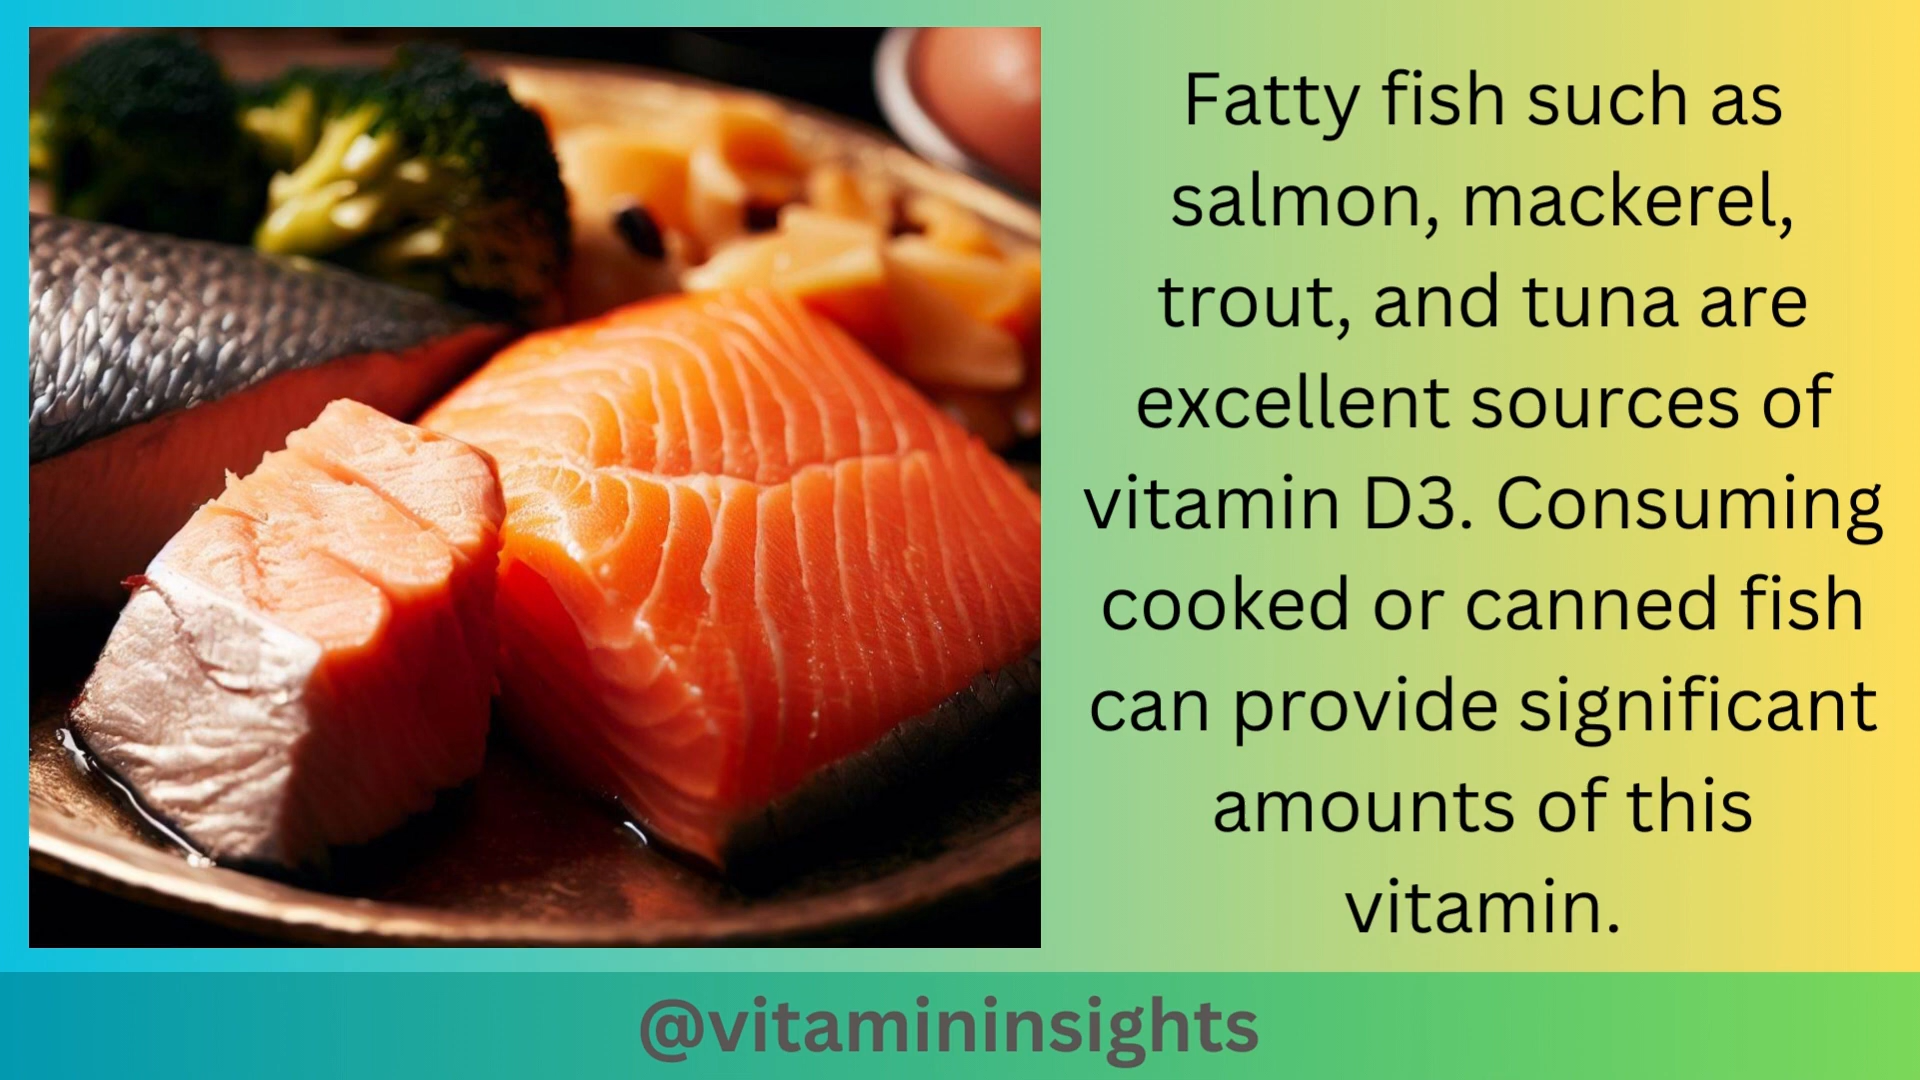 Fatty fish such as
salmon, mackerel,
trout, and tuna are
excellent sources of
vitamin D3. Consuming
cooked or canned fish
can provide significant
amounts of this
vitamin.
@vitamininsights